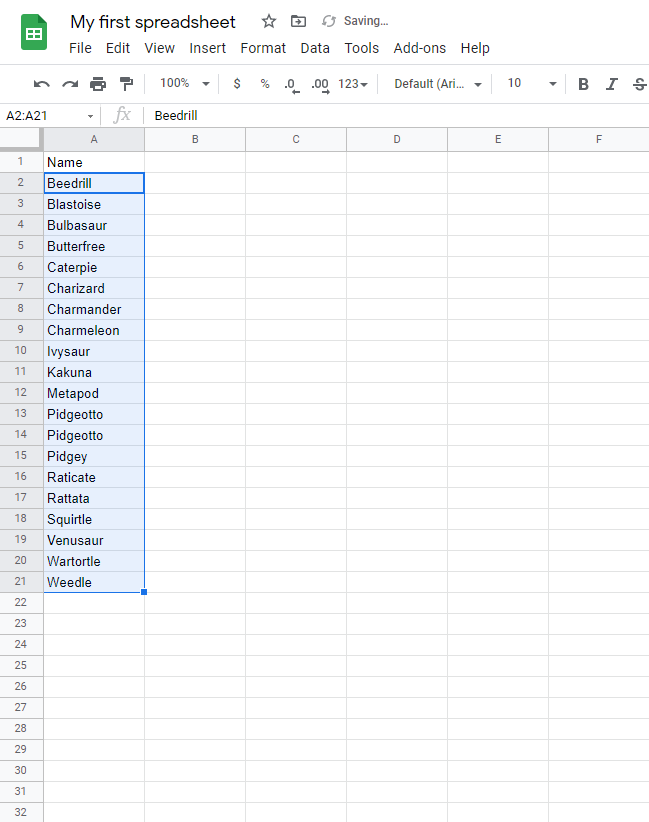 My first spreadsheet Saving...
File Edit View Insert Format Data Tools Add-ons Help
100% $ % .0 .00 123 Default (Ari... 10 B I S
A2:A21 fx Beedrill
A B C D E F
1 Name
2 Beedrill
3 Blastoise
4 Bulbasaur
5 Butterfree
6 Caterpie
7 Charizard
8 Charmander
9 Charmeleon
10 Ivysaur
11 Kakuna
12 Metapod
13 Pidgeotto
14 Pidgeotto
15 Pidgey
16 Raticate
17 Rattata
18 Squirtle
19 Venusaur
20 Wartortle
21 Weedle
22
23
24
25
26
27
28
29
30
31
32